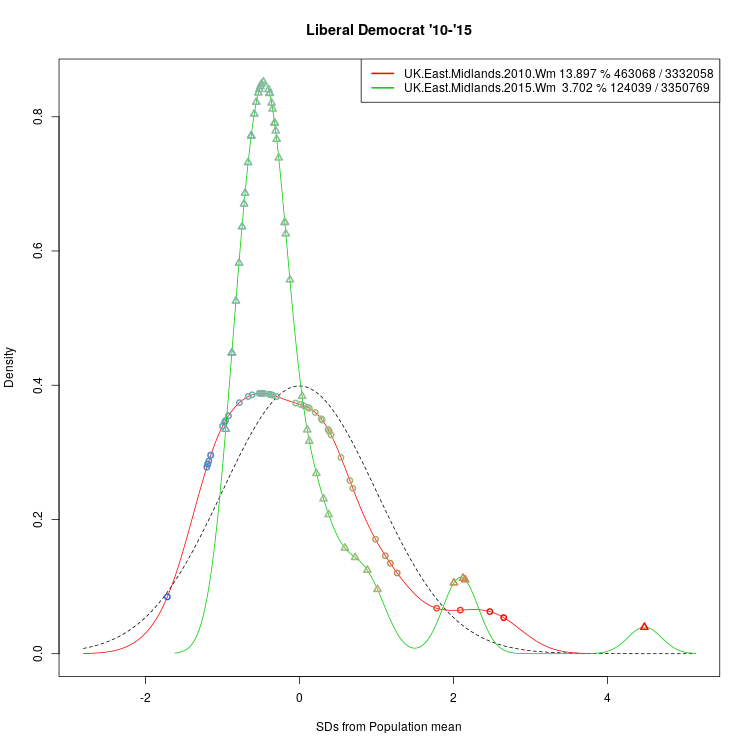 Liberal Democrat '10-'15
UK.East.Midlands.2010.Wm 13.897 % 463068 / 3332058
UK.East.Midlands.2015.Wm 3.702 % 124039 / 3350769
Density
0.8
0.6
0.4
0.2
0.0
-2 0 2 4
SDs from Population mean